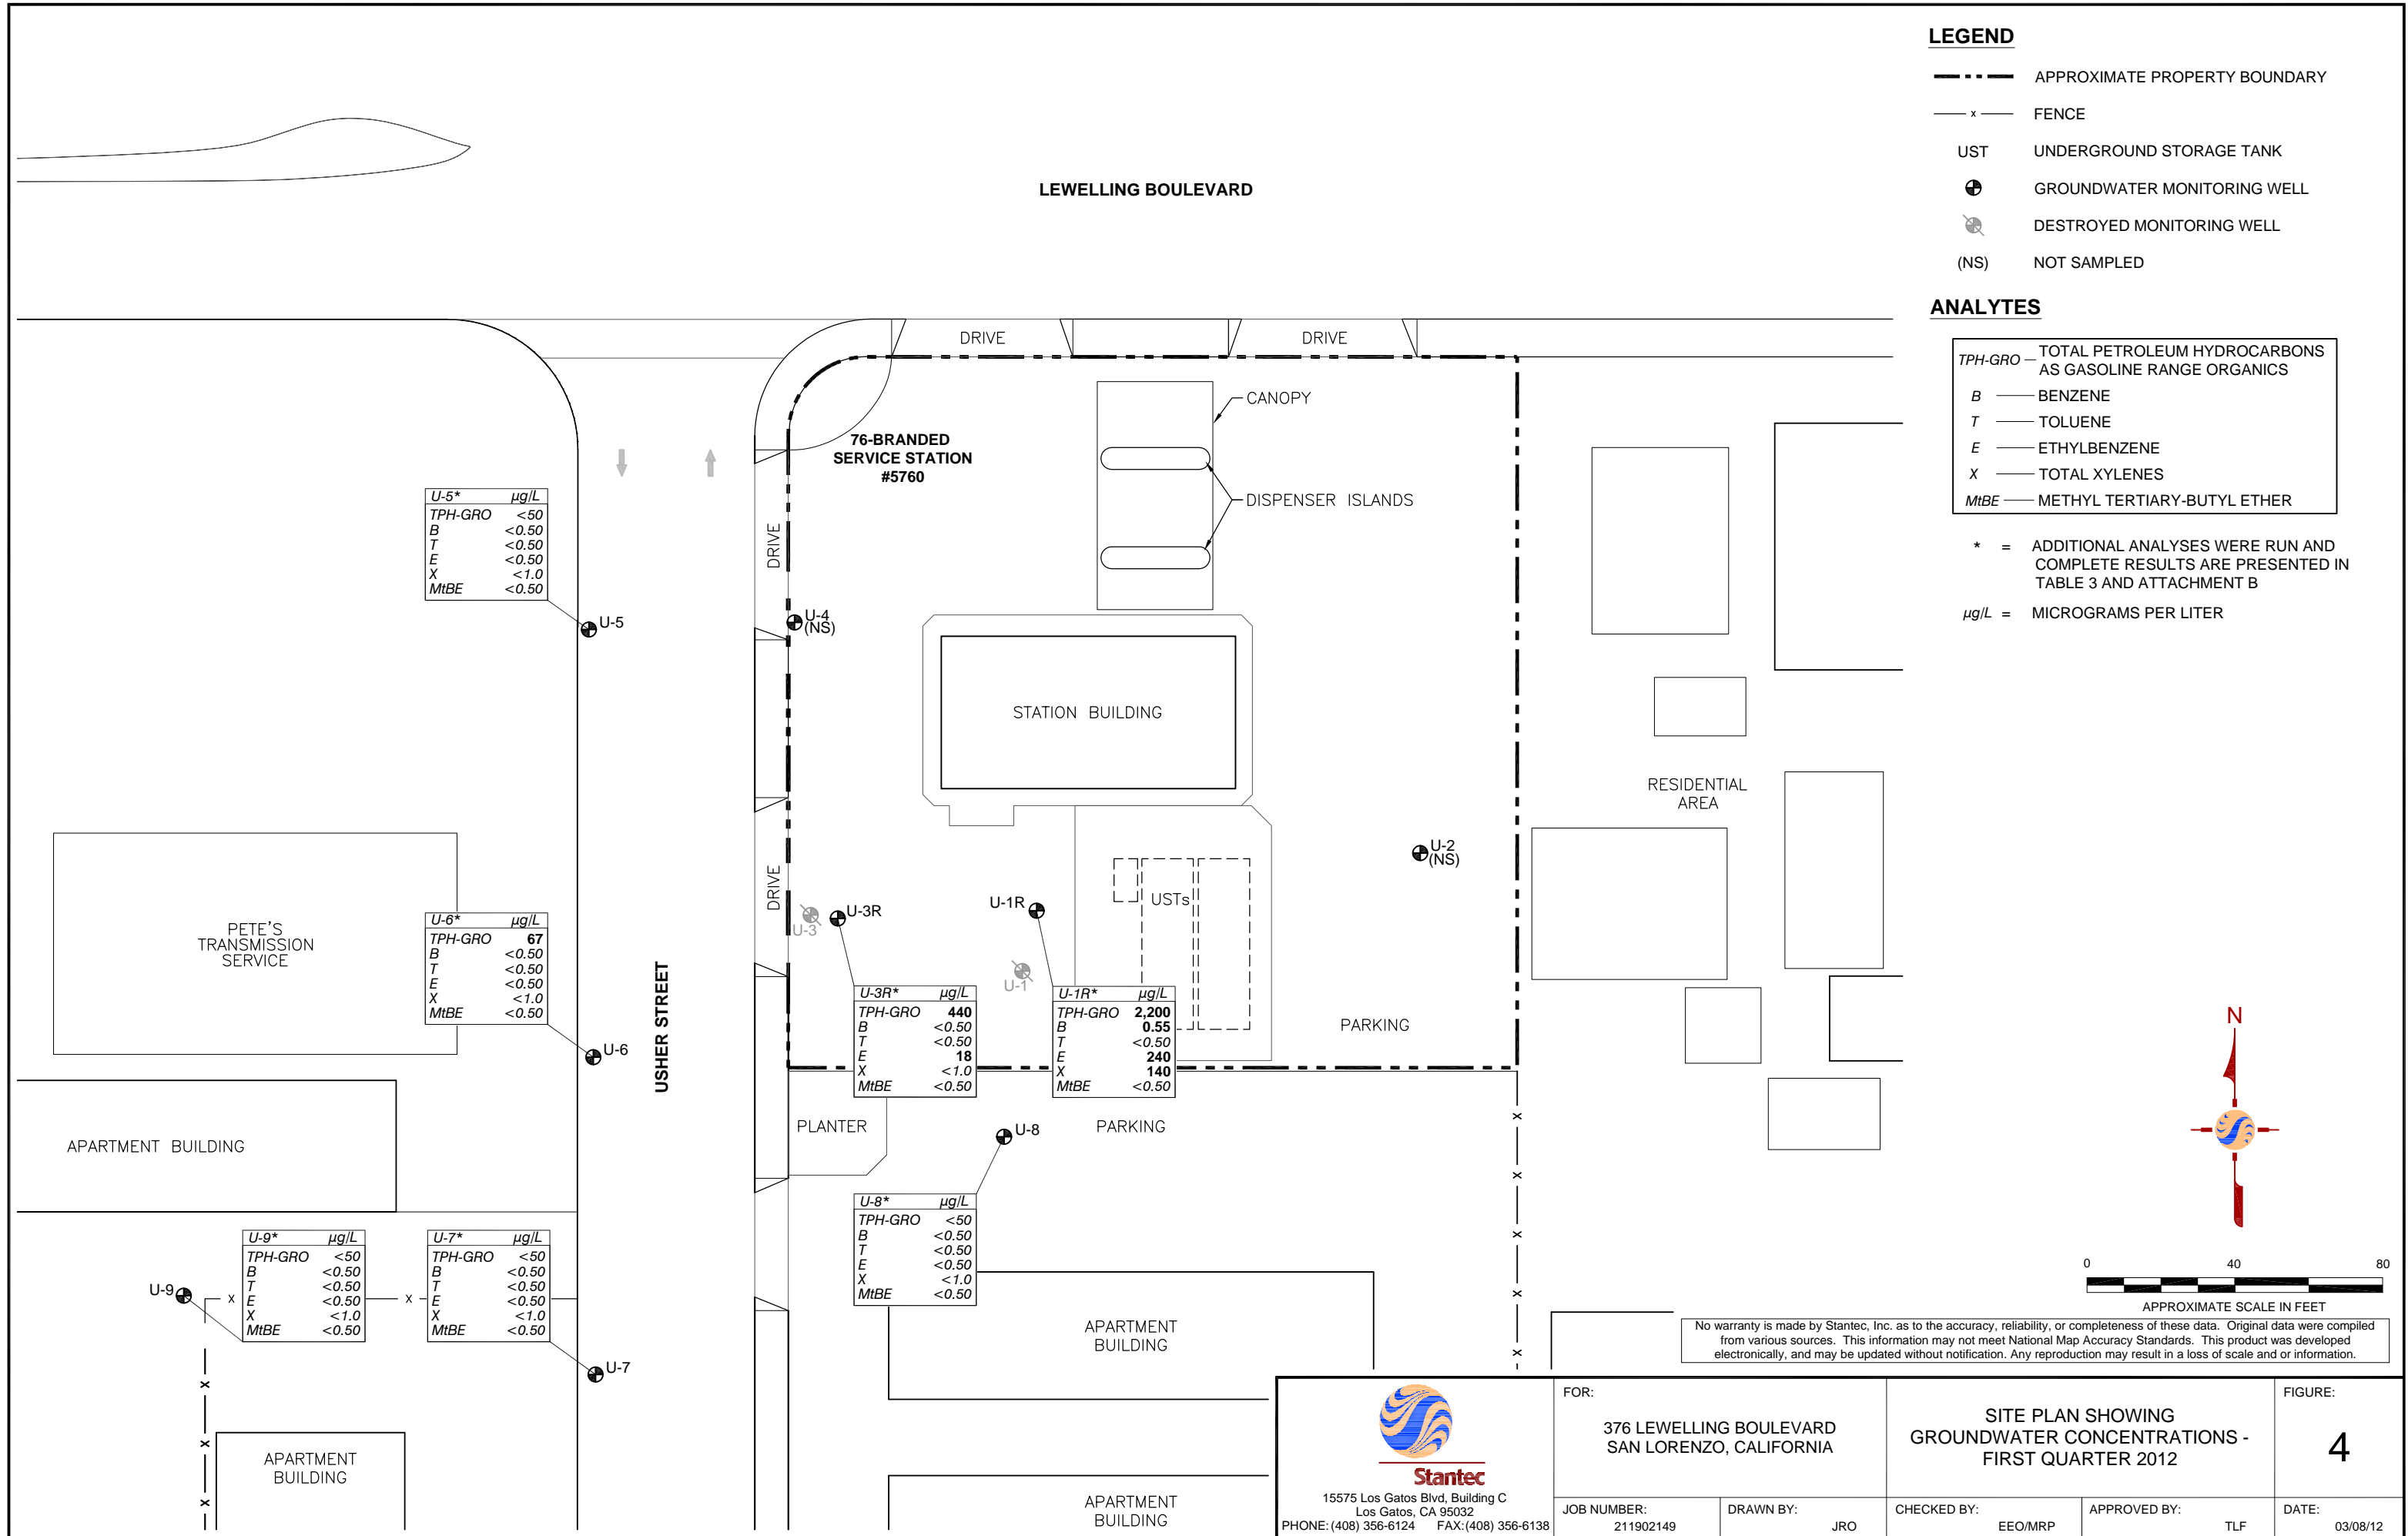 LEGEND
APPROXIMATE PROPERTY BOUNDARY
x FENCE
UST UNDERGROUND STORAGE TANK
GROUNDWATER MONITORING WELL
DESTROYED MONITORING WELL
(NS) NOT SAMPLED
ANALYTES
TPH-GRO TOTAL PETROLEUM HYDROCARBONS
AS GASOLINE RANGE ORGANICS
B BENZENE
T TOLUENE
E ETHYLBENZENE
X TOTAL XYLENES
MtBE METHYL TERTIARY-BUTYL ETHER
* = ADDITIONAL ANALYSES WERE RUN AND
COMPLETE RESULTS ARE PRESENTED IN
TABLE 3 AND ATTACHMENT B
µg/L = MICROGRAMS PER LITER
LEWELLING BOULEVARD
DRIVE
DRIVE
CANOPY
76-BRANDED
SERVICE STATION
#5760
DISPENSER ISLANDS
DRIVE
U-5* µg/L
TPH-GRO <50
B <0.50
T <0.50
E <0.50
X <1.0
MtBE <0.50
U-5
U-4
(NS)
STATION BUILDING
RESIDENTIAL
AREA
U-2
(NS)
DRIVE
USTs
U-3R
U-3
U-1R
U-1
PETE'S
TRANSMISSION
SERVICE
U-6* µg/L
TPH-GRO 67
B <0.50
T <0.50
E <0.50
X <1.0
MtBE <0.50
U-6
USHER STREET
U-3R* µg/L
TPH-GRO 440
B <0.50
T <0.50
E 18
X <1.0
MtBE <0.50
U-1R* µg/L
TPH-GRO 2,200
B 0.55
T <0.50
E 240
X 140
MtBE <0.50
PARKING
N
PLANTER
PARKING
U-8
APARTMENT BUILDING
U-8* µg/L
TPH-GRO <50
B <0.50
T <0.50
E <0.50
X <1.0
MtBE <0.50
U-9* µg/L
TPH-GRO <50
B <0.50
T <0.50
E <0.50
X <1.0
MtBE <0.50
U-9
x
x
U-7* µg/L
TPH-GRO <50
B <0.50
T <0.50
E <0.50
X <1.0
MtBE <0.50
U-7
x
x
x
x
x
x
x
x
APARTMENT
BUILDING
APARTMENT
BUILDING
APARTMENT
BUILDING
0 40 80
APPROXIMATE SCALE IN FEET
No warranty is made by Stantec, Inc. as to the accuracy, reliability, or completeness of these data. Original data were compiled
from various sources. This information may not meet National Map Accuracy Standards. This product was developed
electronically, and may be updated without notification. Any reproduction may result in a loss of scale and or information.
Stantec
15575 Los Gatos Blvd, Building C
Los Gatos, CA 95032
PHONE: (408) 356-6124 FAX: (408) 356-6138
FOR:
376 LEWELLING BOULEVARD
SAN LORENZO, CALIFORNIA
SITE PLAN SHOWING
GROUNDWATER CONCENTRATIONS -
FIRST QUARTER 2012
FIGURE:
4
JOB NUMBER:
211902149
DRAWN BY:
JRO
CHECKED BY:
EEO/MRP
APPROVED BY:
TLF
DATE:
03/08/12